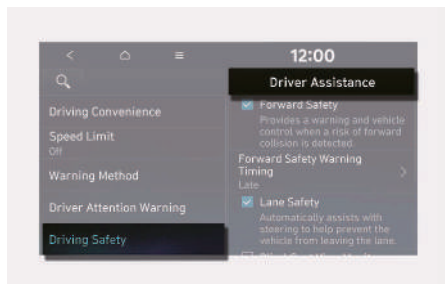 12:00
Driver Assistance
Driving Convenience
Speed Limit
Off
Warning Method
Driver Attention Warning
Driving Safety
Forward Safety
Provides a warning and vehicle
control when a risk of forward
collision is detected.
Forward Safety Warning
Timing
Late
Lane Safety
Automatically assists with
steering to help prevent the
vehicle from leaving the lane.